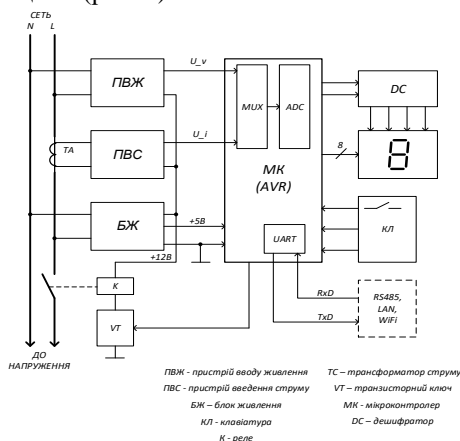 СЕТЬ
N L
ПВЖ
U_v
MUX
ADC
DC
ТА
ПВС
U_i
МК
(AVR)
8
БЖ
+5В
+12В
UART
КЛ
К
RxD
TxD
RS485,
LAN,
WiFi
VT
ДО
НАПРУЖЕННЯ
ПВЖ - пристрій вводу живлення
ПВС - пристрій введення струму
БЖ – блок живлення
КЛ - клавіатура
К - реле
ТС – трансформатор струму
VT – транзисторний ключ
МК - мікроконтролер
DC – дешифратор